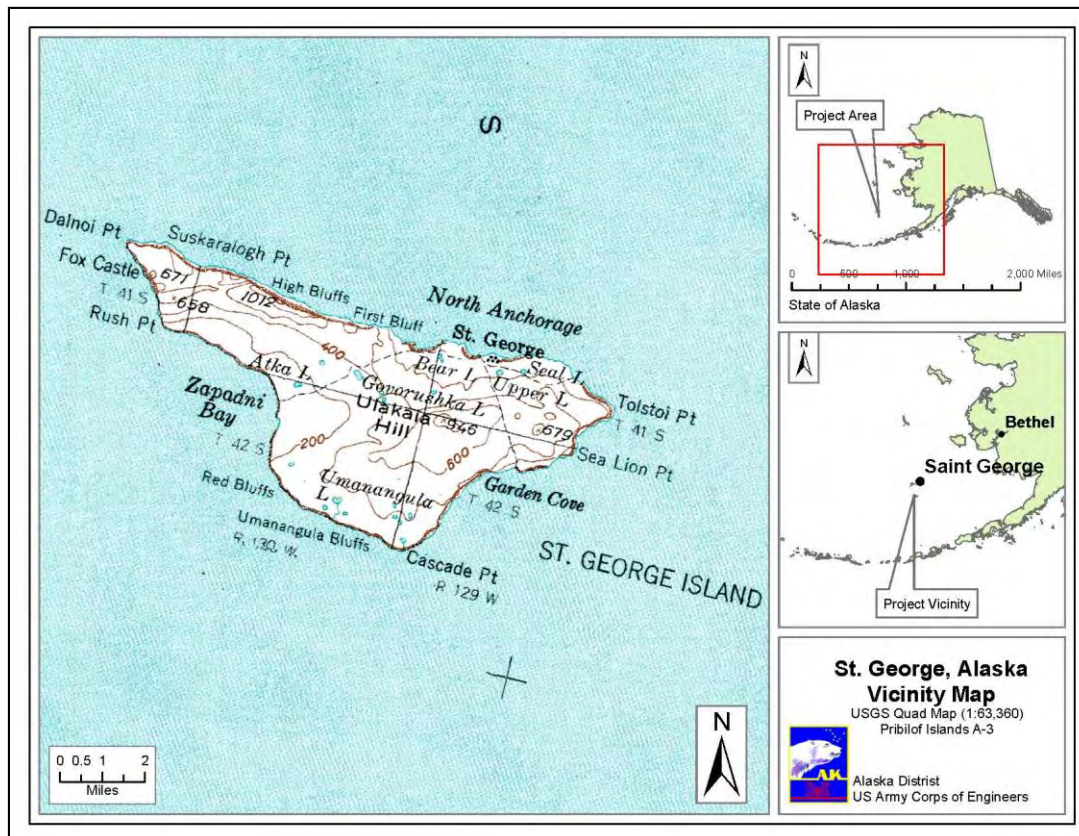 S
Dalnoi Pt
Suskaralogh Pt
Fox Castle
671
T 41 S
658
1012
High Bluffs
North Anchorage
Rush Pt
First Bluff
St. George
400
Bear L
Seal L
Atka L
Govorushka L
Upper L
Zapadni
Bay
Ulakaia
Hill
946
679
Tolstoi Pt
T 41 S
T 42 S
200
600
Sea Lion Pt
Red Bluffs
Umanangula
L
Garden Cove
T 42 S
Umanangula Bluffs
Cascade Pt
R 129 W
ST. GEORGE ISLAND
N
0 0.5 1 2
Miles
N
Project Area
0 500 1,000 2,000 Miles
State of Alaska
N
Bethel
Saint George
Project Vicinity
St. George, Alaska
Vicinity Map
USGS Quad Map (1:63,360)
Pribilof Islands A-3
AK
Alaska Distrist
US Army Corps of Engineers